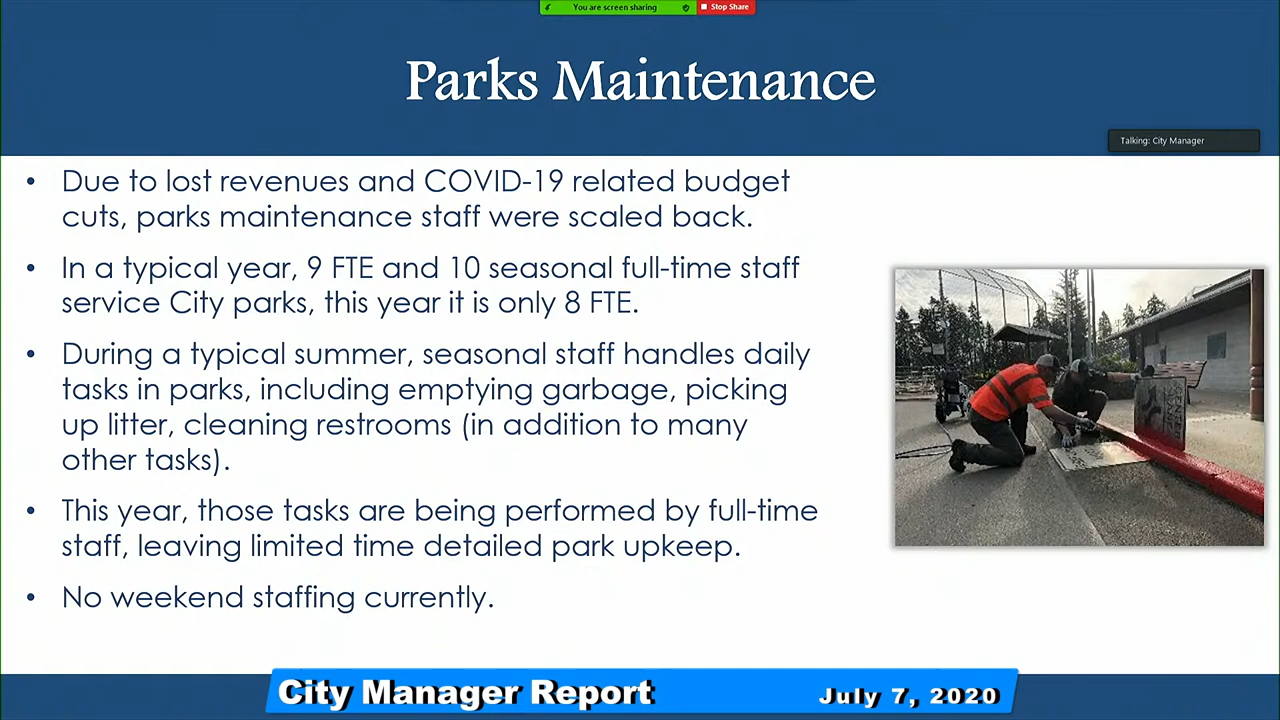 You are screen sharing
Stop Share
Parks Maintenance
Talking: City Manager
• Due to lost revenues and COVID-19 related budget
cuts, parks maintenance staff were scaled back.
• In a typical year, 9 FTE and 10 seasonal full-time staff
service City parks, this year it is only 8 FTE.
• During a typical summer, seasonal staff handles daily
tasks in parks, including emptying garbage, picking
up litter, cleaning restrooms (in addition to many
other tasks).
• This year, those tasks are being performed by full-time
staff, leaving limited time detailed park upkeep.
• No weekend staffing currently.
City Manager Report
July 7, 2020